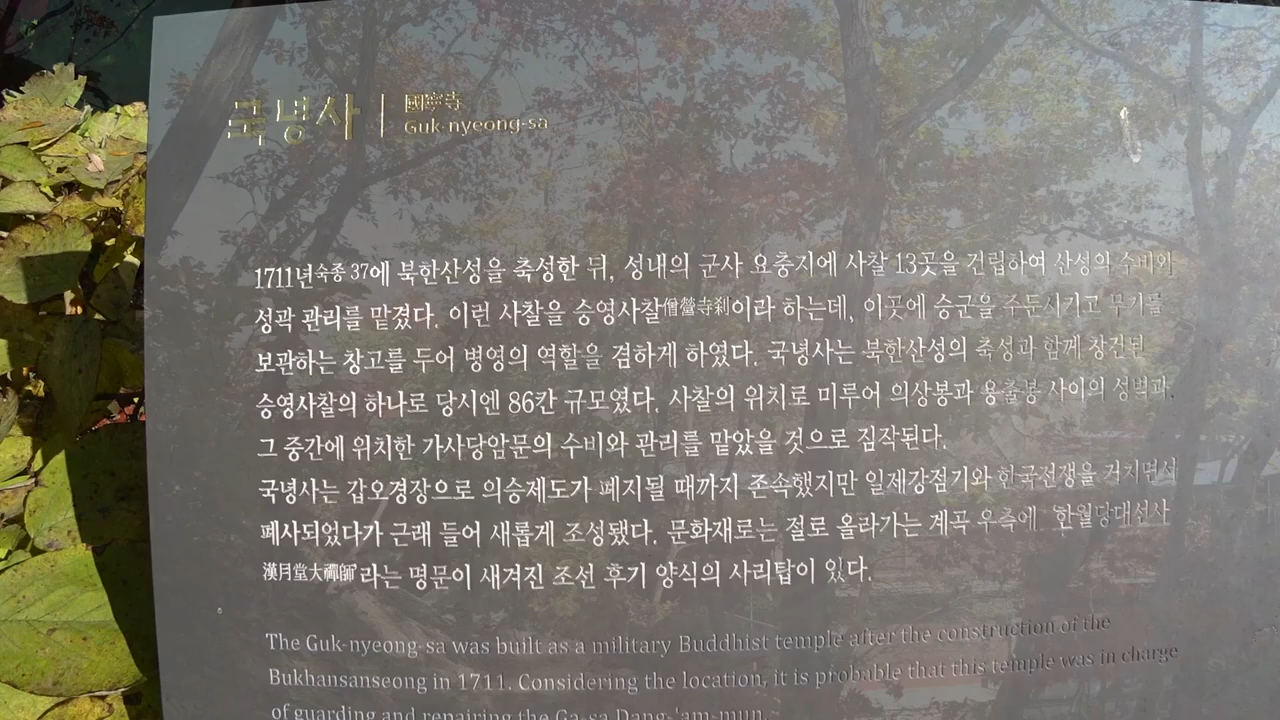 국녕사 | 國寧寺
Guk-nyeong-sa
1711년숙종 37에 북한산성을 축성한 뒤, 성내의 군사 요충지에 사찰 13곳을 건립하여 산성의 수비와
성곽 관리를 맡겼다. 이런 사찰을 승영사찰僧營寺刹이라 하는데, 이곳에 승군을 주둔시키고 무기를
보관하는 창고를 두어 병영의 역할을 겸하게 하였다. 국녕사는 북한산성의 축성과 함께 창건된
승영사찰의 하나로 당시엔 86칸 규모였다. 사찰의 위치로 미루어 의상봉과 용출봉 사이의 성벽과,
그 중간에 위치한 가사당암문의 수비와 관리를 맡았을 것으로 짐작된다.
국녕사는 갑오경장으로 의승제도가 폐지될 때까지 존속했지만 일제강점기와 한국전쟁을 거치면서
폐사되었다가 근래 들어 새롭게 조성됐다. 문화재로는 절로 올라가는 계곡 우측에 '한월당대선사
漢月堂大禪師'라는 명문이 새겨진 조선 후기 양식의 사리탑이 있다.
The Guk-nyeong-sa was built as a military Buddhist temple after the construction of the
Bukhansanseong in 1711. Considering the location, it is probable that this temple was in charge
of guarding and repairing the Ga-sa Dang-'am-mun.